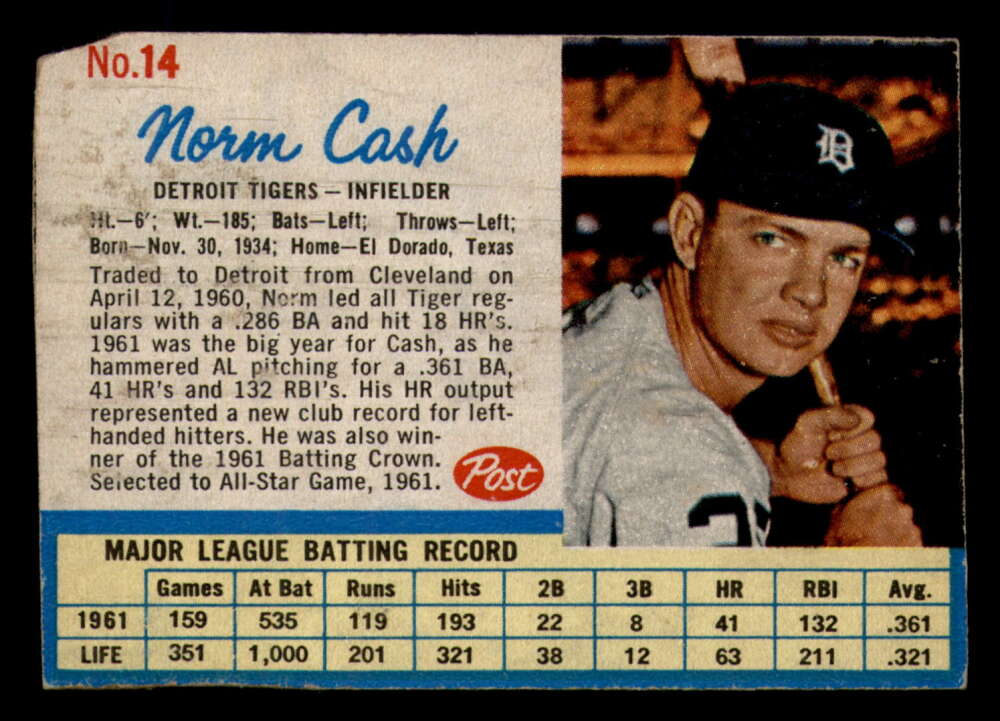 No.14
Norm Cash
DETROIT TIGERS – INFIELDER
Ht.–6'; Wt.–185; Bats–Left; Throws–Left;
Born–Nov. 30, 1934; Home–El Dorado, Texas
Traded to Detroit from Cleveland on
April 12, 1960, Norm led all Tiger reg-
ulars with a .286 BA and hit 18 HR's.
1961 was the big year for Cash, as he
hammered AL pitching for a .361 BA,
41 HR's and 132 RBI's. His HR output
represented a new club record for left-
handed hitters. He was also win-
ner of the 1961 Batting Crown.
Selected to All-Star Game, 1961.
Post
D
MAJOR LEAGUE BATTING RECORD
Games At Bat Runs Hits 2B 3B HR RBI Avg.
1961 159 535 119 193 22 8 41 132 .361
LIFE 351 1,000 201 321 38 12 63 211 .321